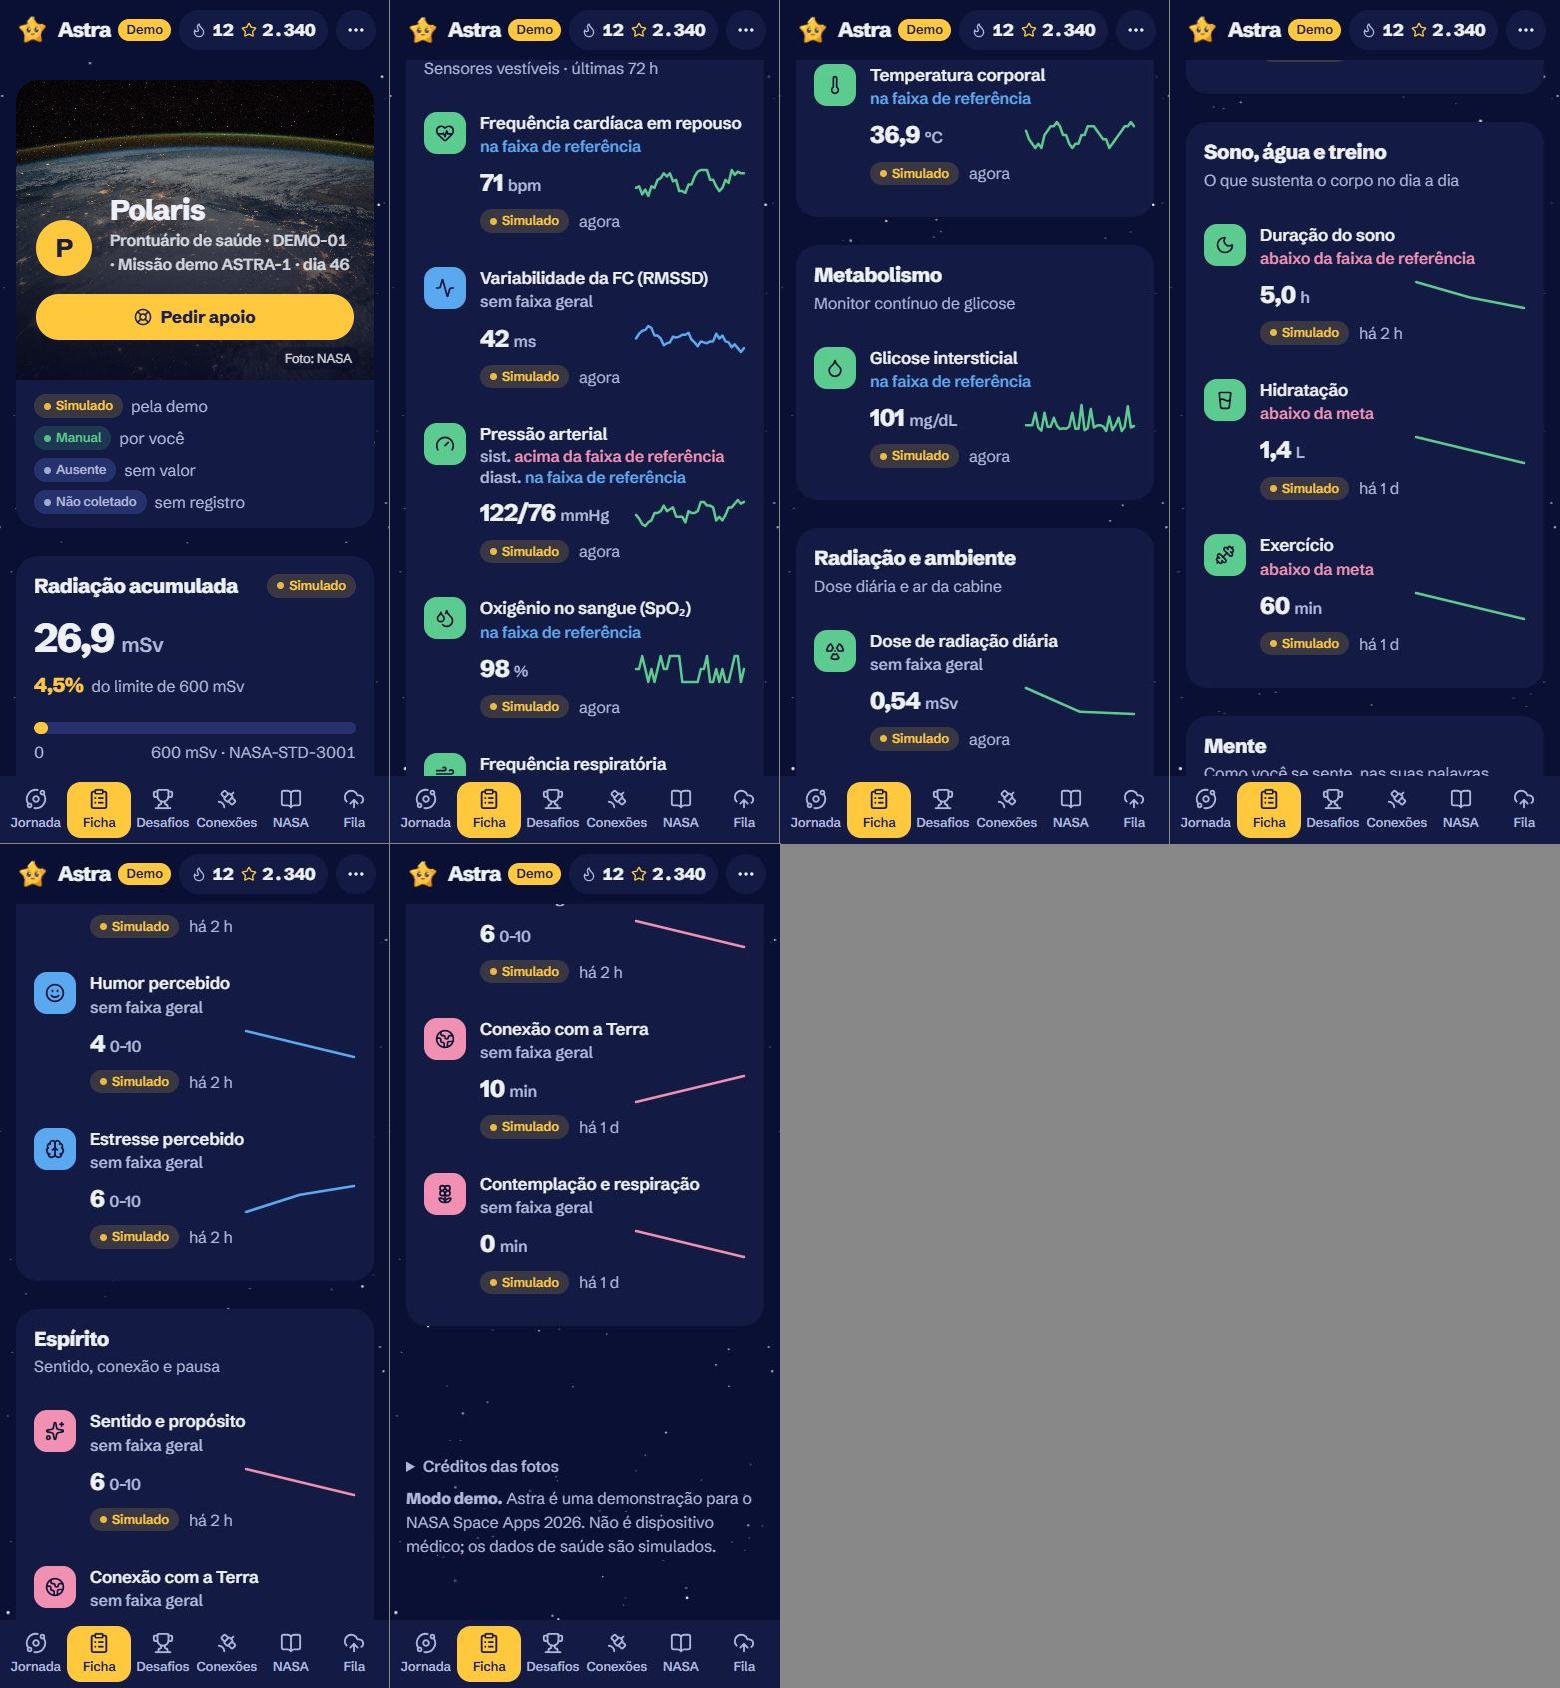 Astra Demo 12 2.340
Polaris
P
Prontuário de saúde · DEMO-01
· Missão demo ASTRA-1 · dia 46
Pedir apoio
Foto: NASA
Simulado pela demo
Manual por você
Ausente sem valor
Não coletado sem registro
Radiação acumulada Simulado
26,9 mSv
4,5% do limite de 600 mSv
0 600 mSv · NASA-STD-3001
Jornada Ficha Desafios Conexões NASA Fila
Astra Demo 12 2.340
Sensores vestíveis · últimas 72 h
Frequência cardíaca em repouso
na faixa de referência
71 bpm
Simulado agora
Variabilidade da FC (RMSSD)
sem faixa geral
42 ms
Simulado agora
Pressão arterial
sist. acima da faixa de referência
diast. na faixa de referência
122/76 mmHg
Simulado agora
Oxigênio no sangue (SpO₂)
na faixa de referência
98 %
Simulado agora
Frequência respiratória
Jornada Ficha Desafios Conexões NASA Fila
Astra Demo 12 2.340
Temperatura corporal
na faixa de referência
36,9 °C
Simulado agora
Metabolismo
Monitor contínuo de glicose
Glicose intersticial
na faixa de referência
101 mg/dL
Simulado agora
Radiação e ambiente
Dose diária e ar da cabine
Dose de radiação diária
sem faixa geral
0,54 mSv
Simulado agora
Jornada Ficha Desafios Conexões NASA Fila
Astra Demo 12 2.340
Sono, água e treino
O que sustenta o corpo no dia a dia
Duração do sono
abaixo da faixa de referência
5,0 h
Simulado há 2 h
Hidratação
abaixo da meta
1,4 L
Simulado há 1 d
Exercício
abaixo da meta
60 min
Simulado há 1 d
Mente
Como você se sente, nas suas palavras
Jornada Ficha Desafios Conexões NASA Fila
Astra Demo 12 2.340
Simulado há 2 h
Humor percebido
sem faixa geral
4 0-10
Simulado há 2 h
Estresse percebido
sem faixa geral
6 0-10
Simulado há 2 h
Espírito
Sentido, conexão e pausa
Sentido e propósito
sem faixa geral
6 0-10
Simulado há 2 h
Conexão com a Terra
sem faixa geral
Jornada Ficha Desafios Conexões NASA Fila
Astra Demo 12 2.340
6 0-10
Simulado há 2 h
Conexão com a Terra
sem faixa geral
10 min
Simulado há 1 d
Contemplação e respiração
sem faixa geral
0 min
Simulado há 1 d
Créditos das fotos
Modo demo. Astra é uma demonstração para o
NASA Space Apps 2026. Não é dispositivo
médico; os dados de saúde são simulados.
Jornada Ficha Desafios Conexões NASA Fila